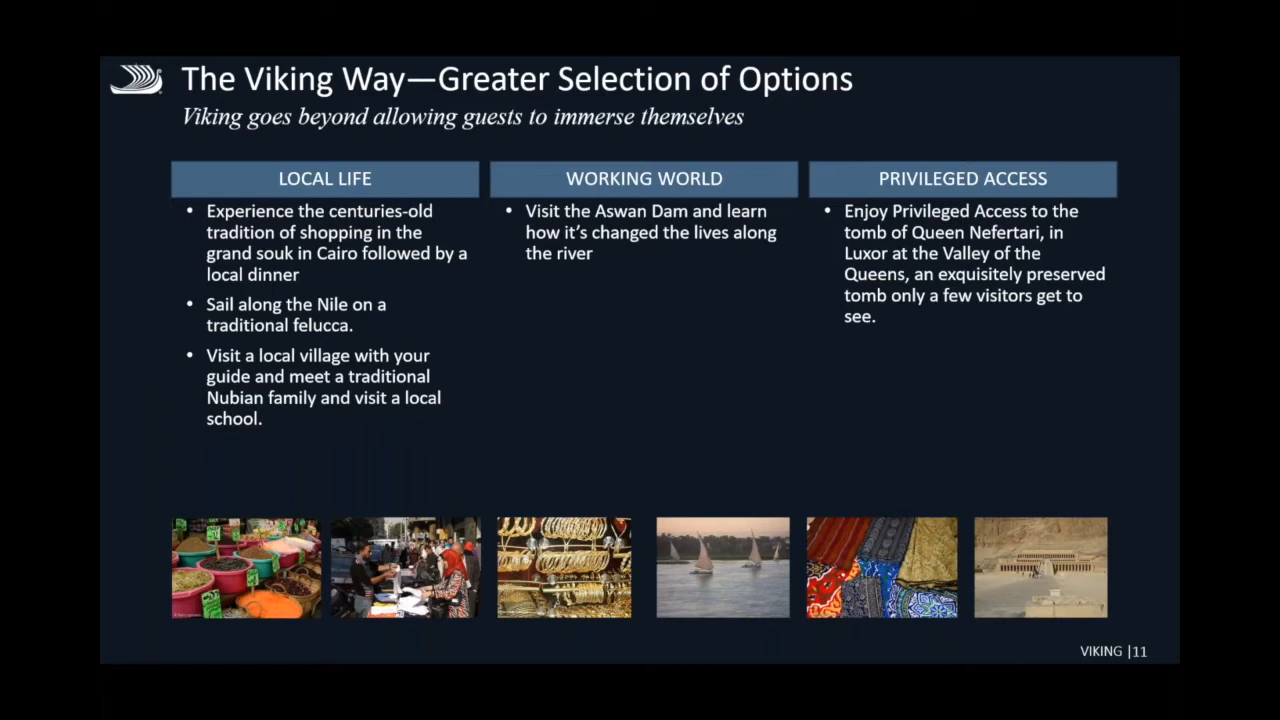 The Viking Way—Greater Selection of Options
Viking goes beyond allowing guests to immerse themselves
LOCAL LIFE
• Experience the centuries-old
tradition of shopping in the
grand souk in Cairo followed by a
local dinner
• Sail along the Nile on a
traditional felucca.
• Visit a local village with your
guide and meet a traditional
Nubian family and visit a local
school.
WORKING WORLD
• Visit the Aswan Dam and learn
how it’s changed the lives along
the river
PRIVILEGED ACCESS
• Enjoy Privileged Access to the
tomb of Queen Nefertari, in
Luxor at the Valley of the
Queens, an exquisitely preserved
tomb only a few visitors get to
see.
VIKING |11